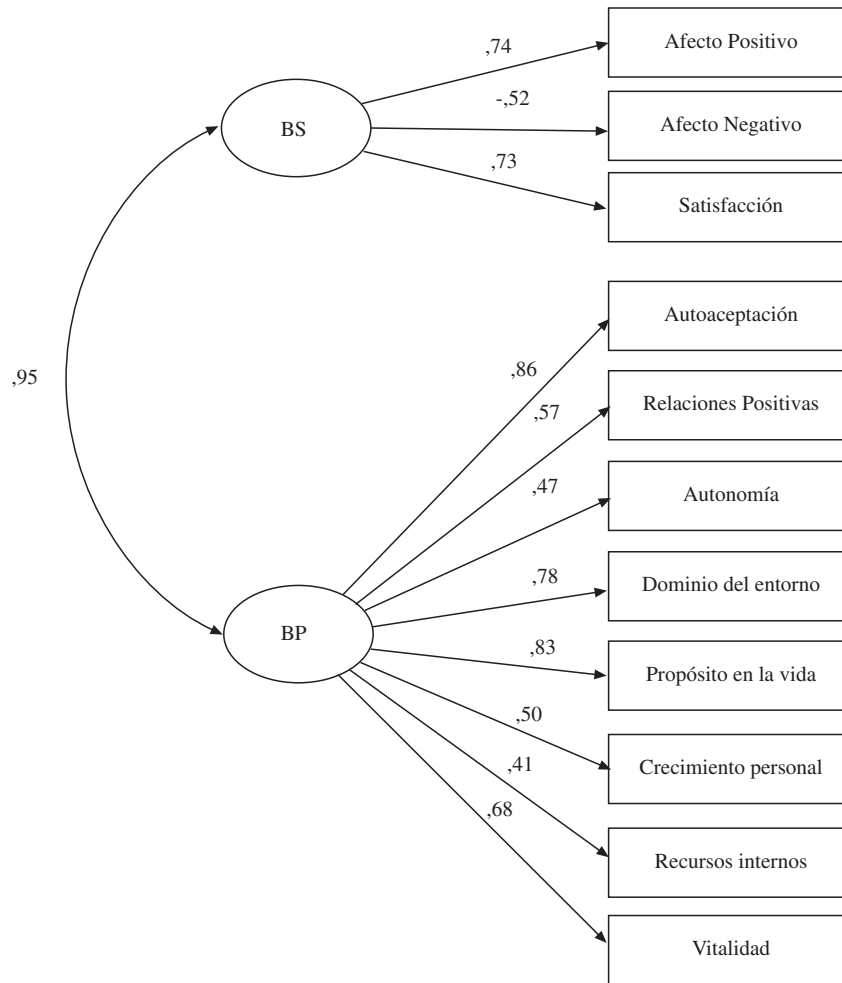 Afecto Positivo
,74
BS
-,52
Afecto Negativo
,73
Satisfacción
Autoaceptación
,95
,86
Relaciones Positivas
,57
,47
Autonomía
,78
Dominio del entorno
BP
,83
Propósito en la vida
,50
Crecimiento personal
,41
,68
Recursos internos
Vitalidad